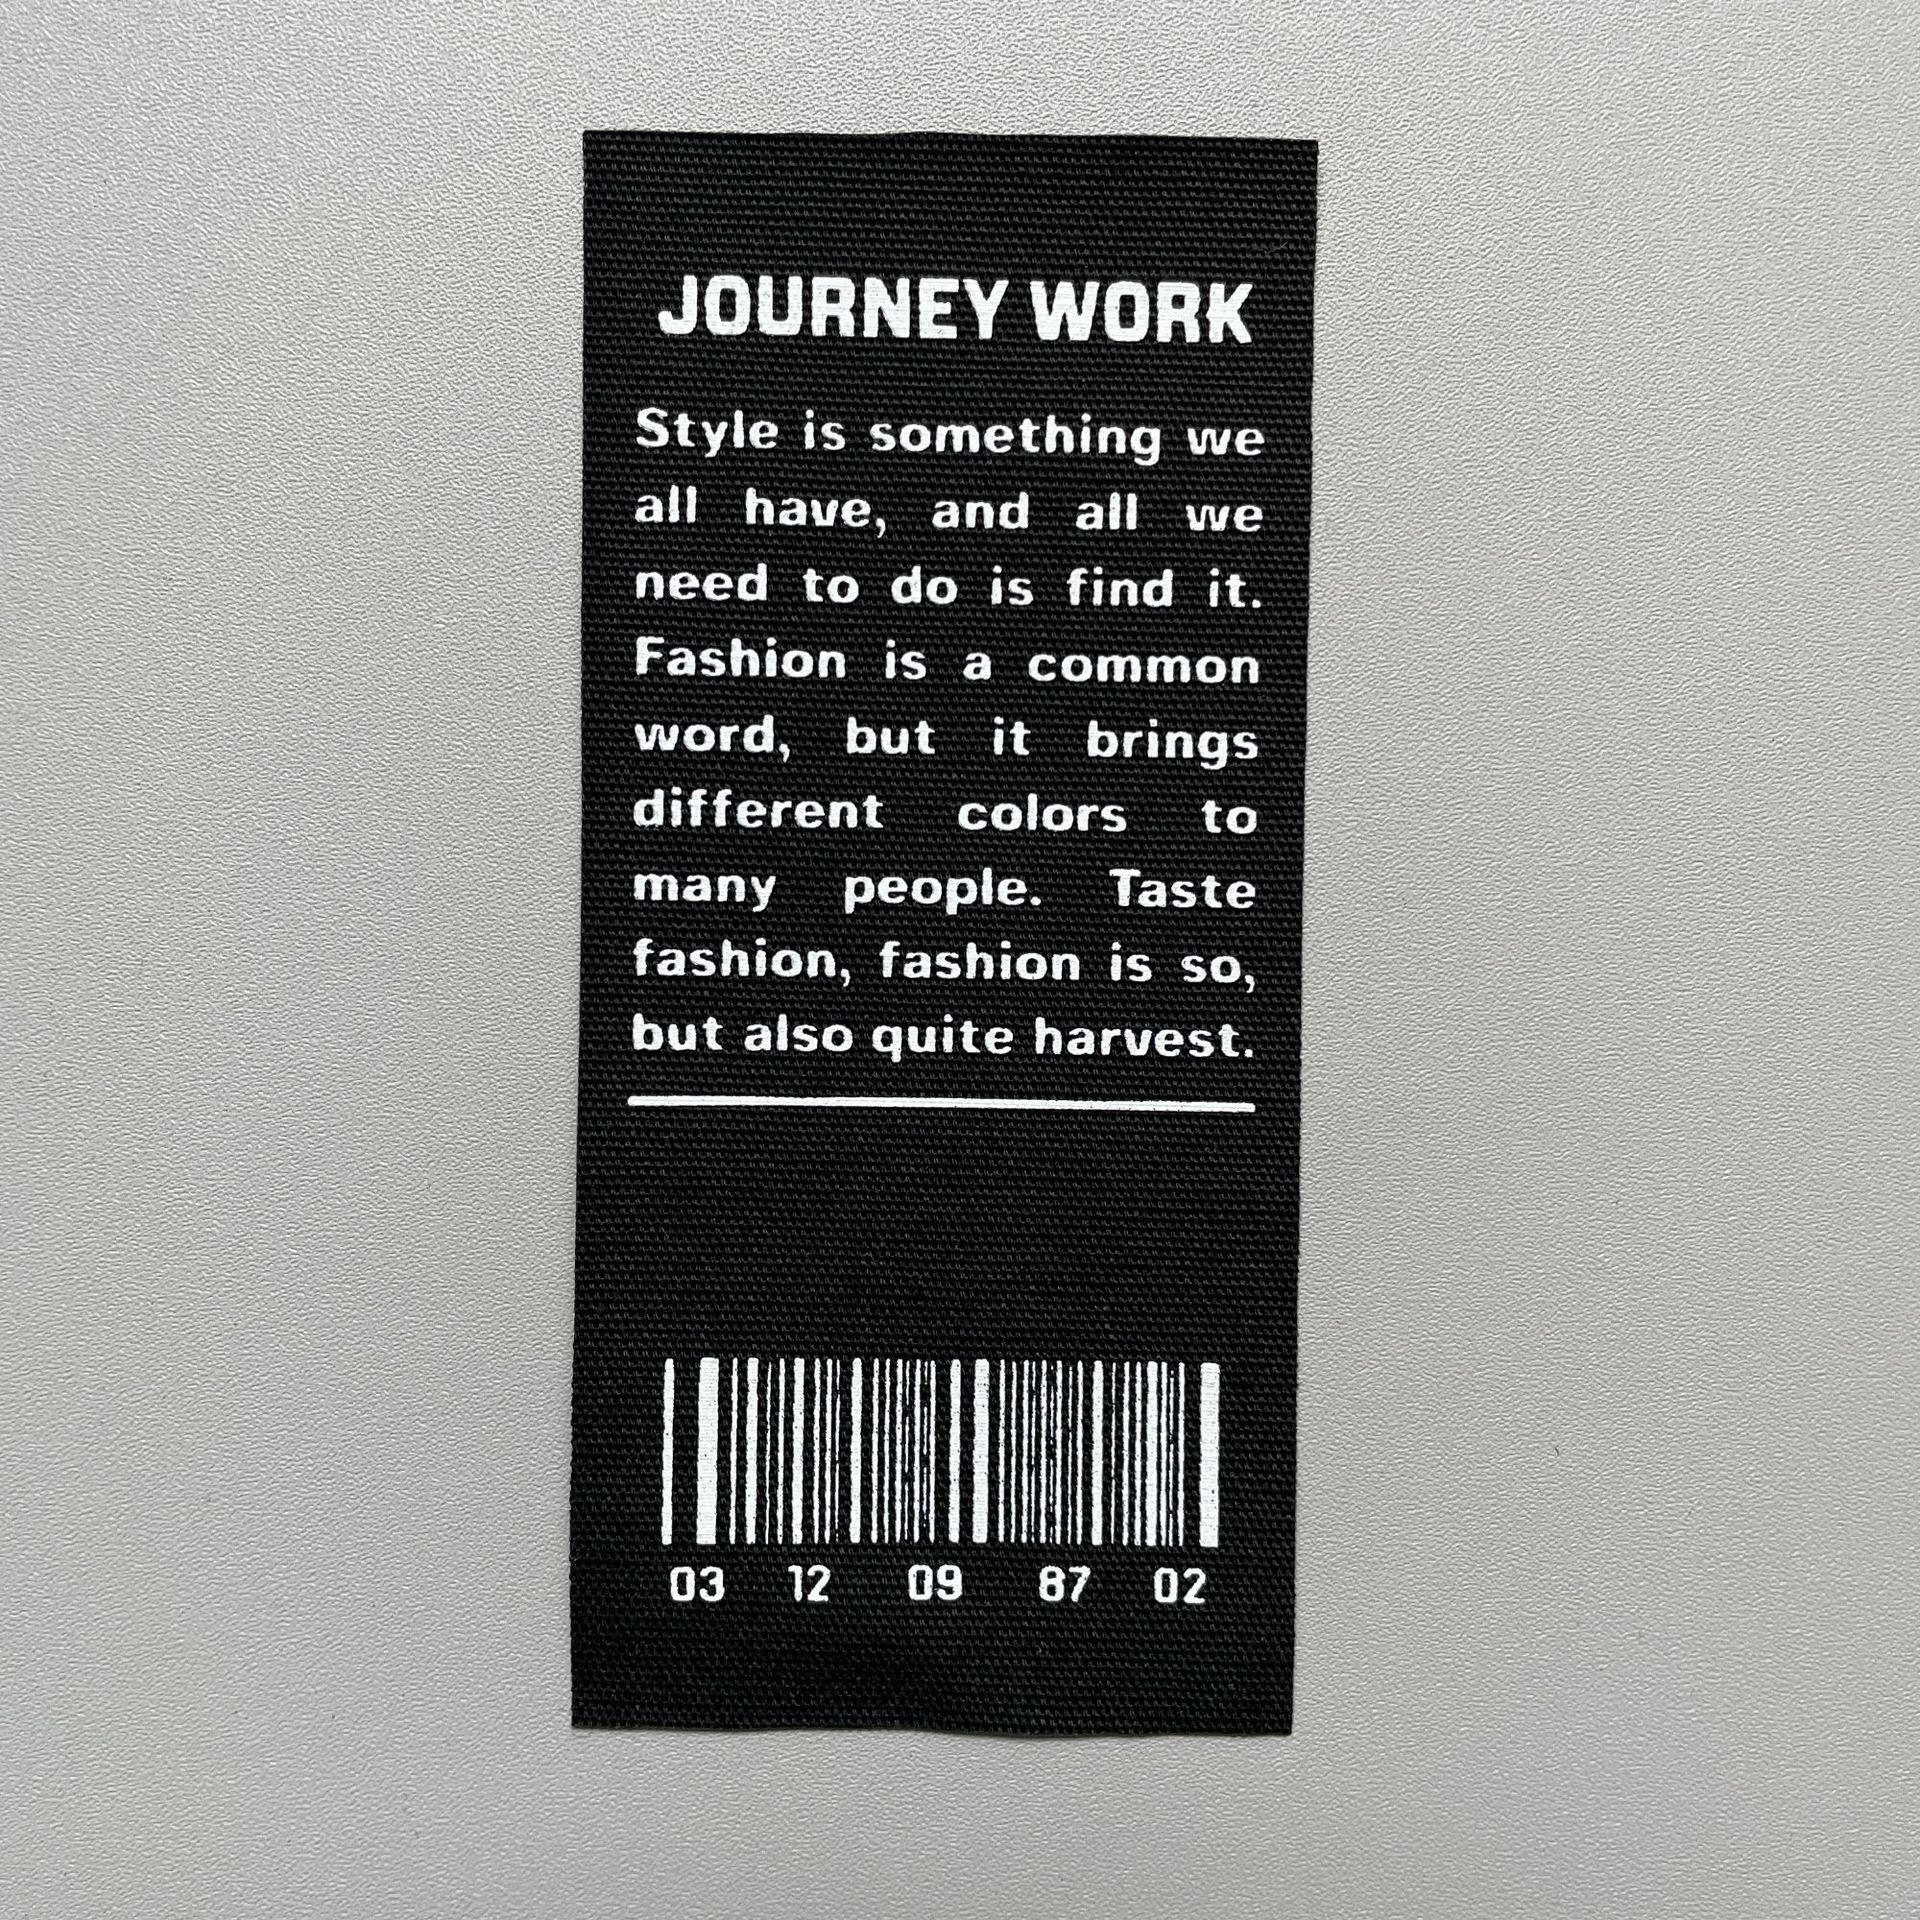 JOURNEY WORK
Style is something we
all have, and all we
need to do is find it.
Fashion is a common
word, but it brings
different colors to
many people. Taste
fashion, fashion is so,
but also quite harvest.
03 12 09 87 02